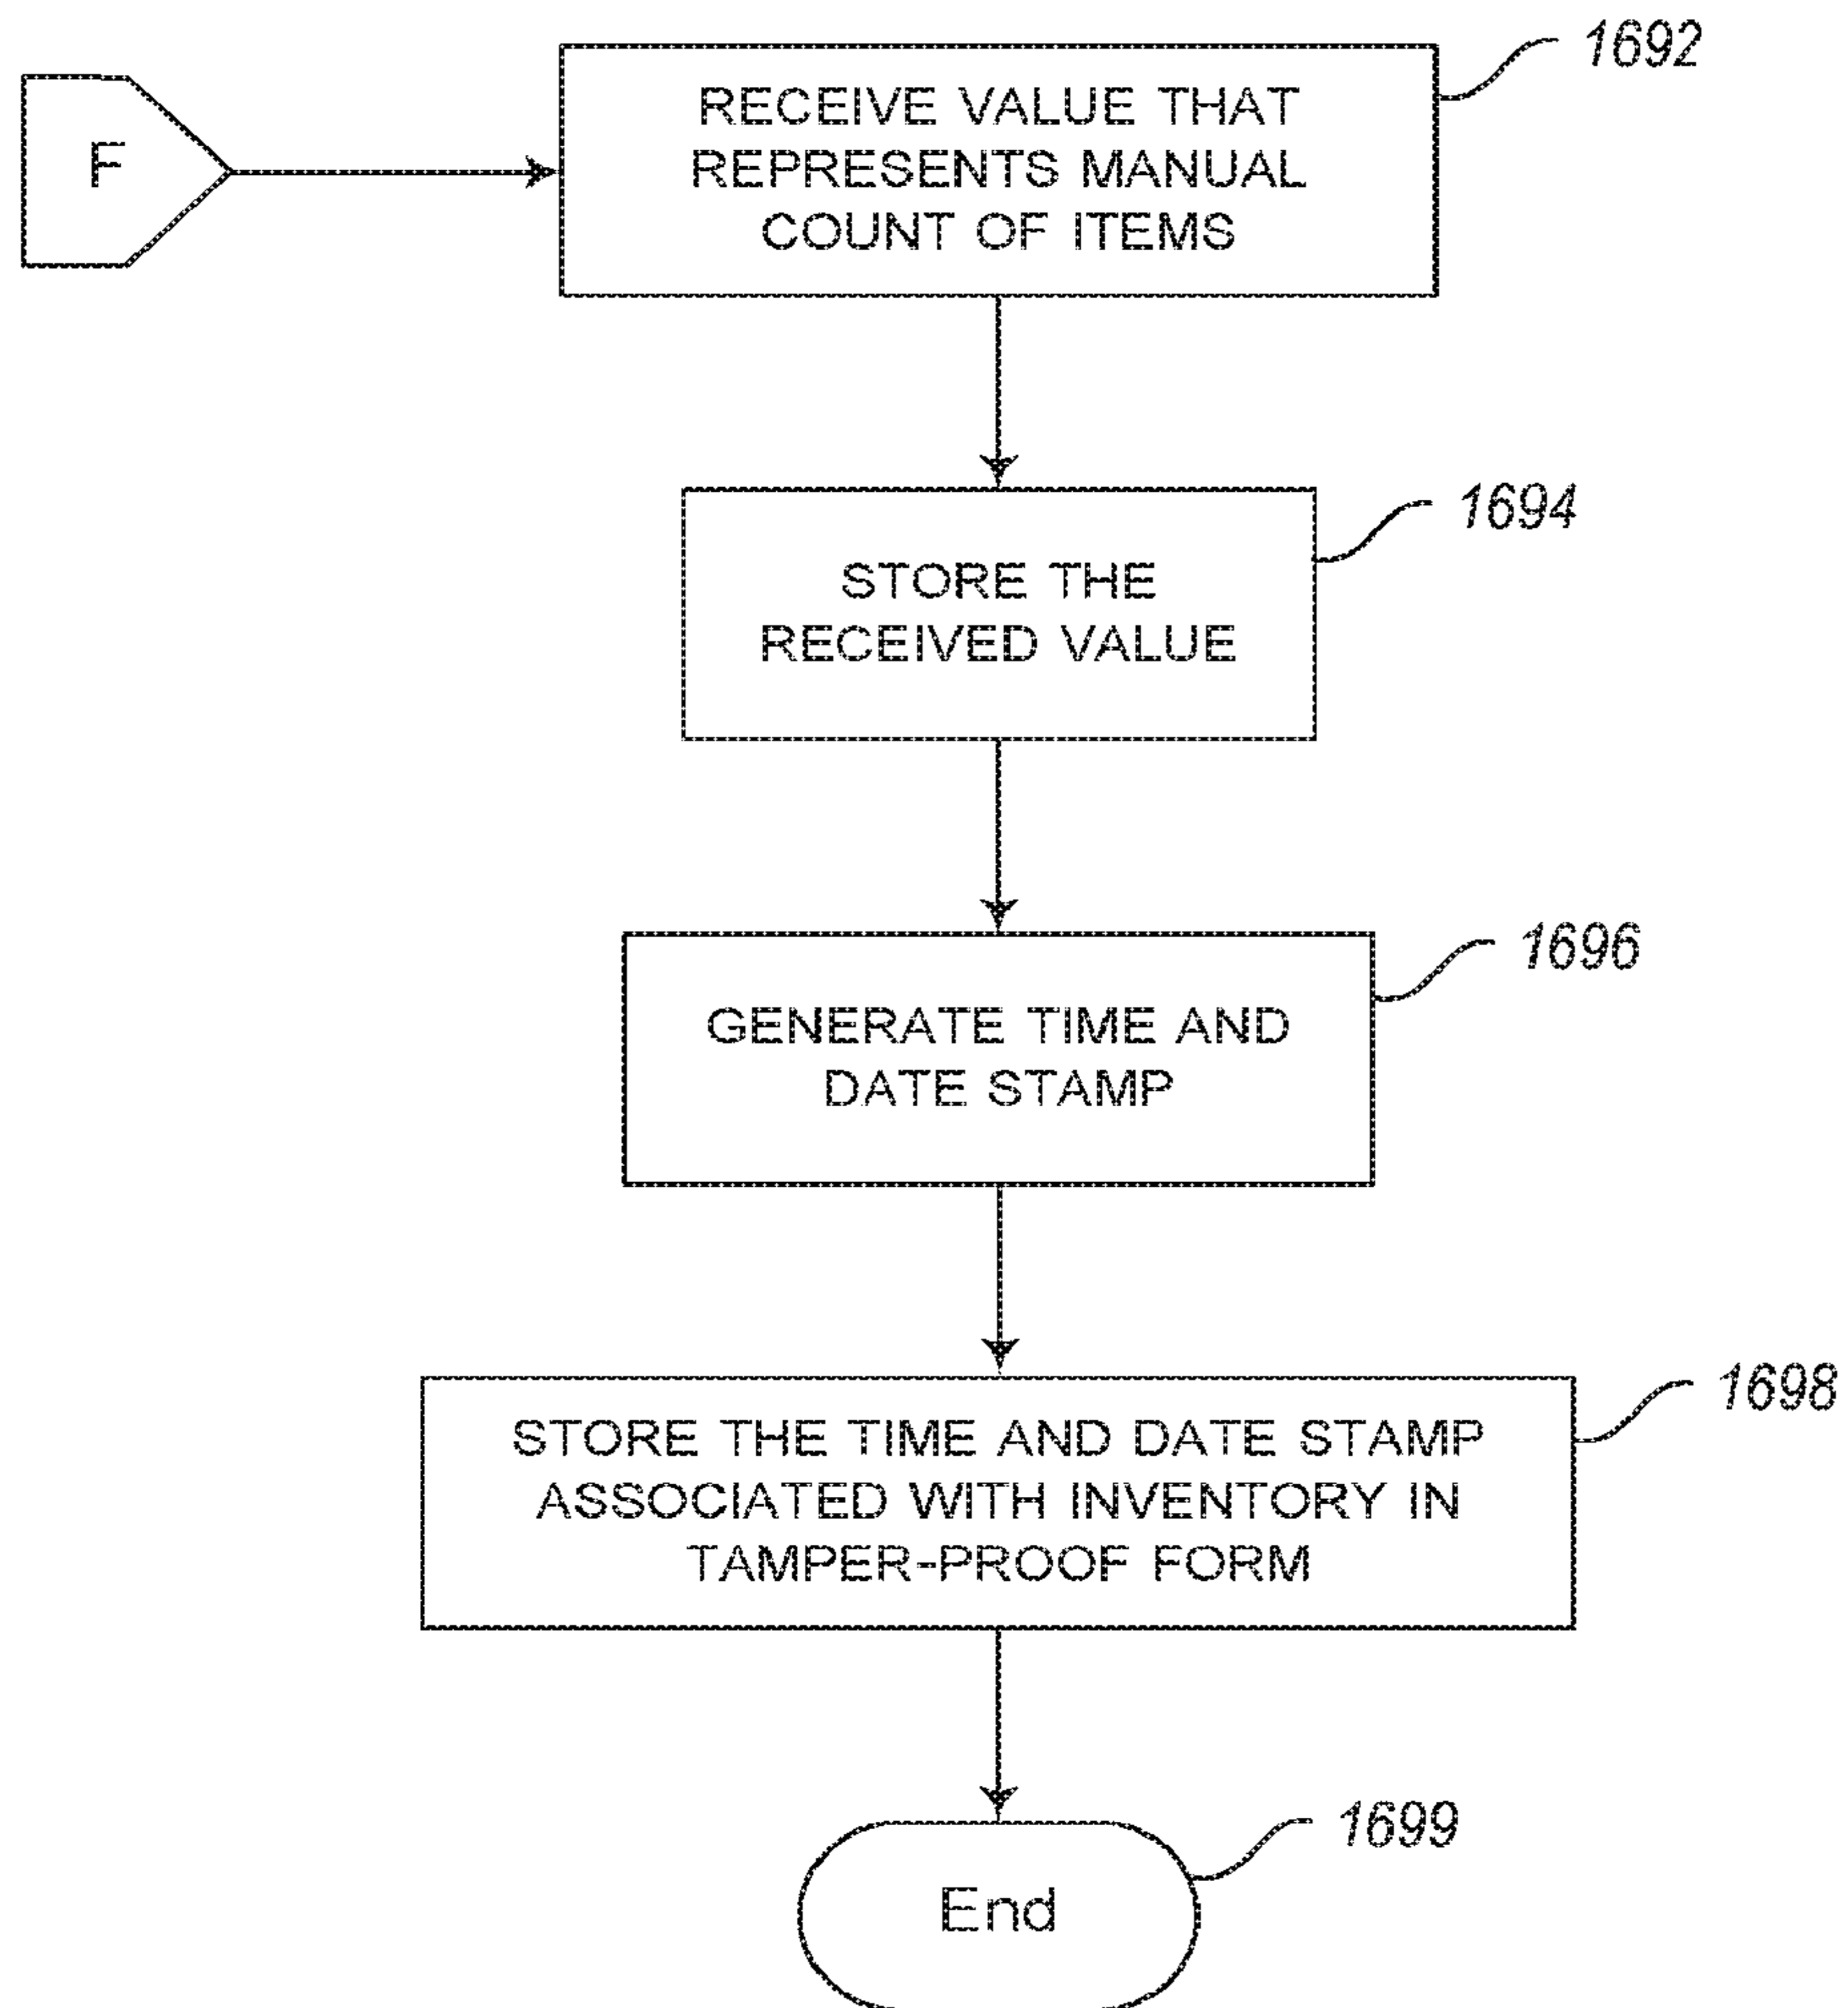 F
RECEIVE VALUE THAT
REPRESENTS MANUAL
COUNT OF ITEMS
1692
STORE THE
RECEIVED VALUE
1694
GENERATE TIME AND
DATE STAMP
1696
STORE THE TIME AND DATE STAMP
ASSOCIATED WITH INVENTORY IN
TAMPER-PROOF FORM
1698
End
1699